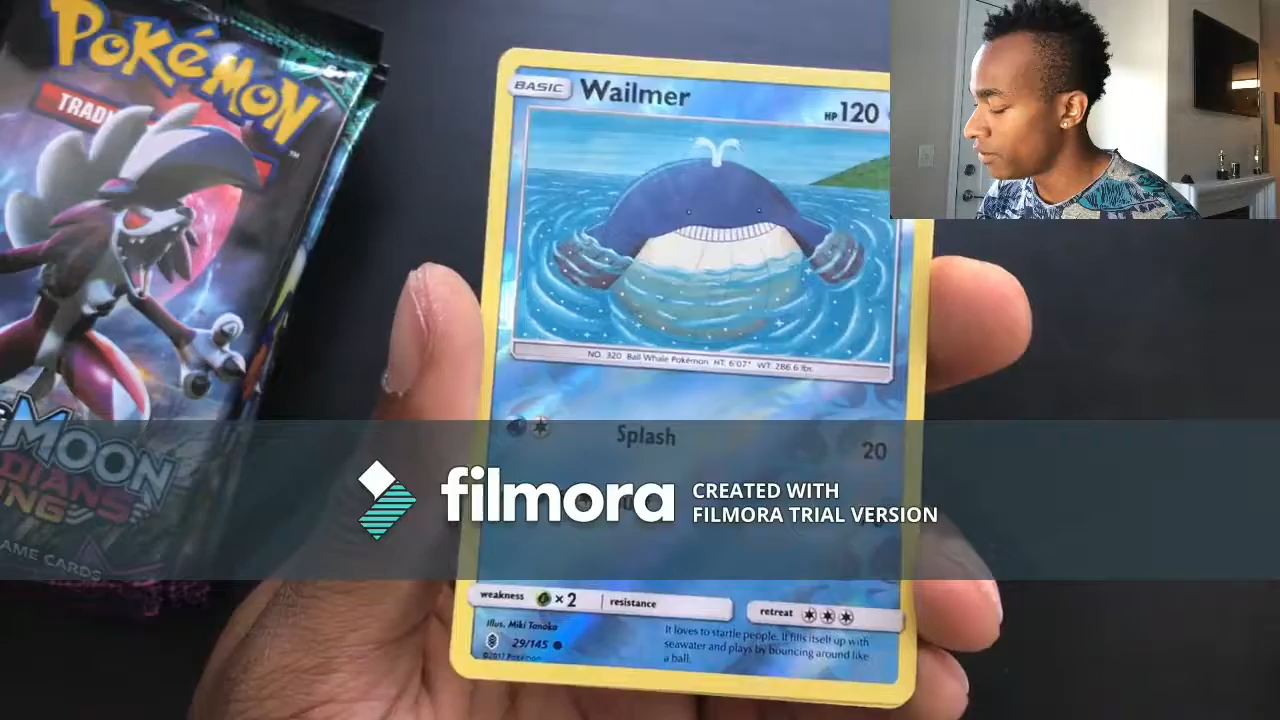 POKéMON
TRADI
MOON
DIANS
ING
AME CARDS
BASIC Wailmer HP 120
NO. 320 Ball Whale Pokémon HT: 6'07" WT: 286.6 lbs.
Splash 20
filmora CREATED WITH
FILMORA TRIAL VERSION
weakness ×2 resistance retreat
Illus. Miki Tanaka
29/145
©2017 Pokémon
It loves to startle people. It fills itself up with
seawater and plays by bouncing around like
a ball.